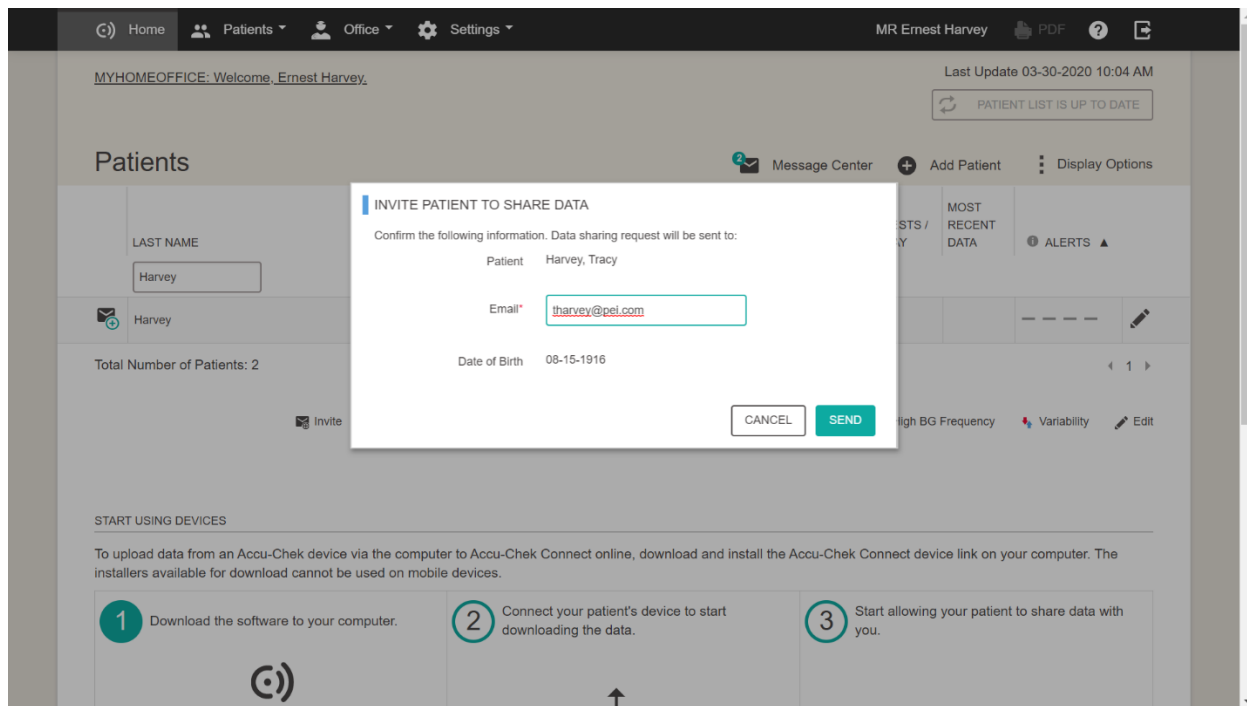 Home Patients Office Settings MR Ernest Harvey PDF ?
MYHOMEOFFICE: Welcome, Ernest Harvey.
Last Update 03-30-2020 10:04 AM
PATIENT LIST IS UP TO DATE
Patients
2 Message Center Add Patient Display Options
LAST NAME
Harvey
MOST
RECENT
DATA
ALERTS ▲
INVITE PATIENT TO SHARE DATA
Confirm the following information. Data sharing request will be sent to:
Patient Harvey, Tracy
Email* tharvey@pei.com
Date of Birth 08-15-1916
CANCEL SEND
Harvey
Total Number of Patients: 2
1
Invite
BG Frequency Variability Edit
START USING DEVICES
To upload data from an Accu-Chek device via the computer to Accu-Chek Connect online, download and install the Accu-Chek Connect device link on your computer. The
installers available for download cannot be used on mobile devices.
1 Download the software to your computer.
2 Connect your patient's device to start
downloading the data.
3 Start allowing your patient to share data with
you.